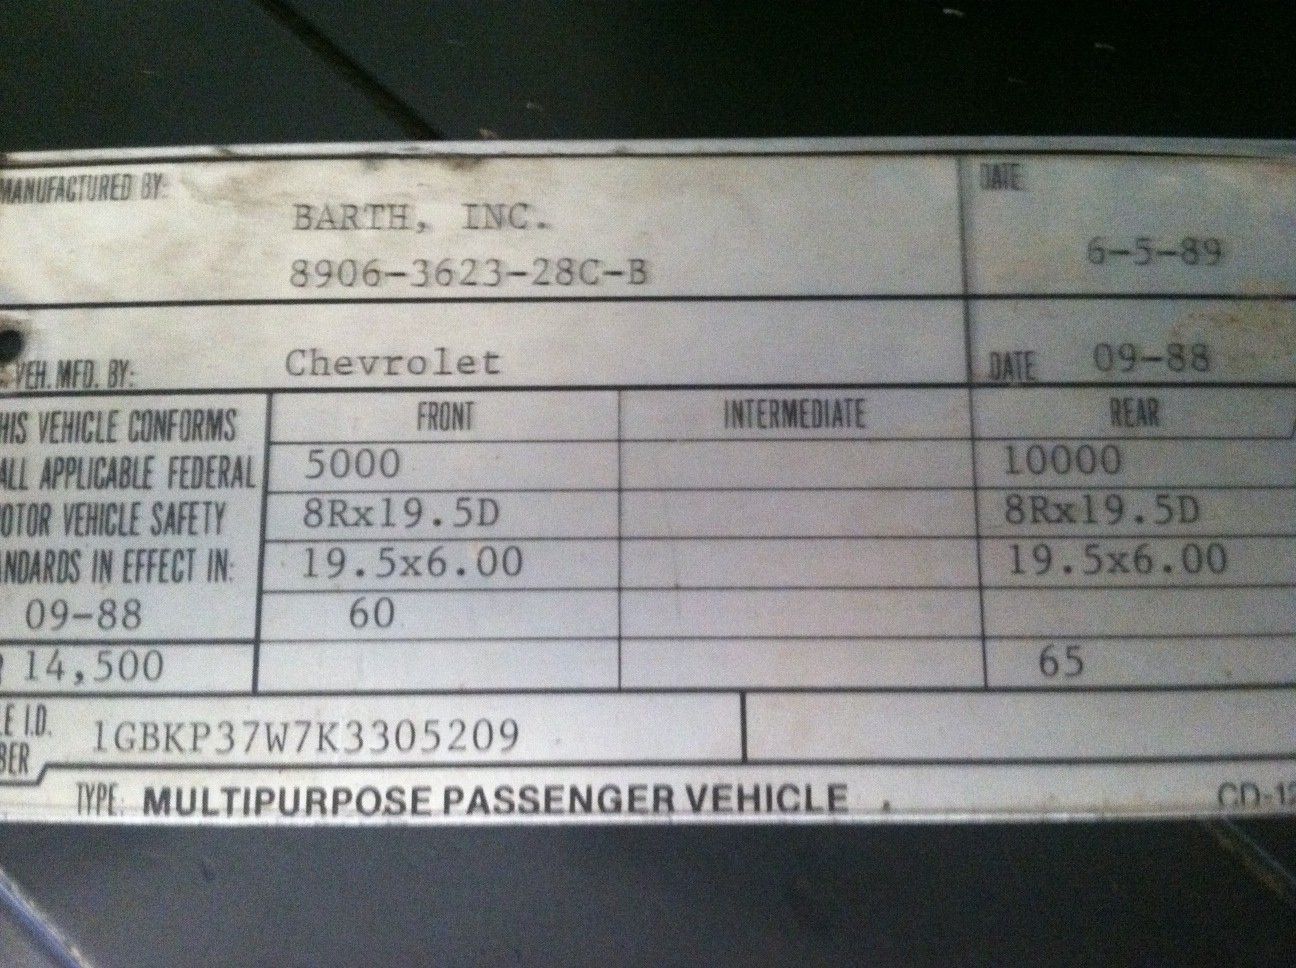 MANUFACTURED BY:
DATE
BARTH, INC.
8906-3623-28C-B
6-5-89
VEH. MFD. BY: Chevrolet DATE 09-88
HIS VEHICLE CONFORMS FRONT INTERMEDIATE REAR
ALL APPLICABLE FEDERAL 5000 10000
OTOR VEHICLE SAFETY 8Rx19.5D 8Rx19.5D
ANDARDS IN EFFECT IN: 19.5x6.00 19.5x6.00
09-88 60
14,500 65
LE I.D.
BER
1GBKP37W7K3305209
TYPE: MULTIPURPOSE PASSENGER VEHICLE
CD-12